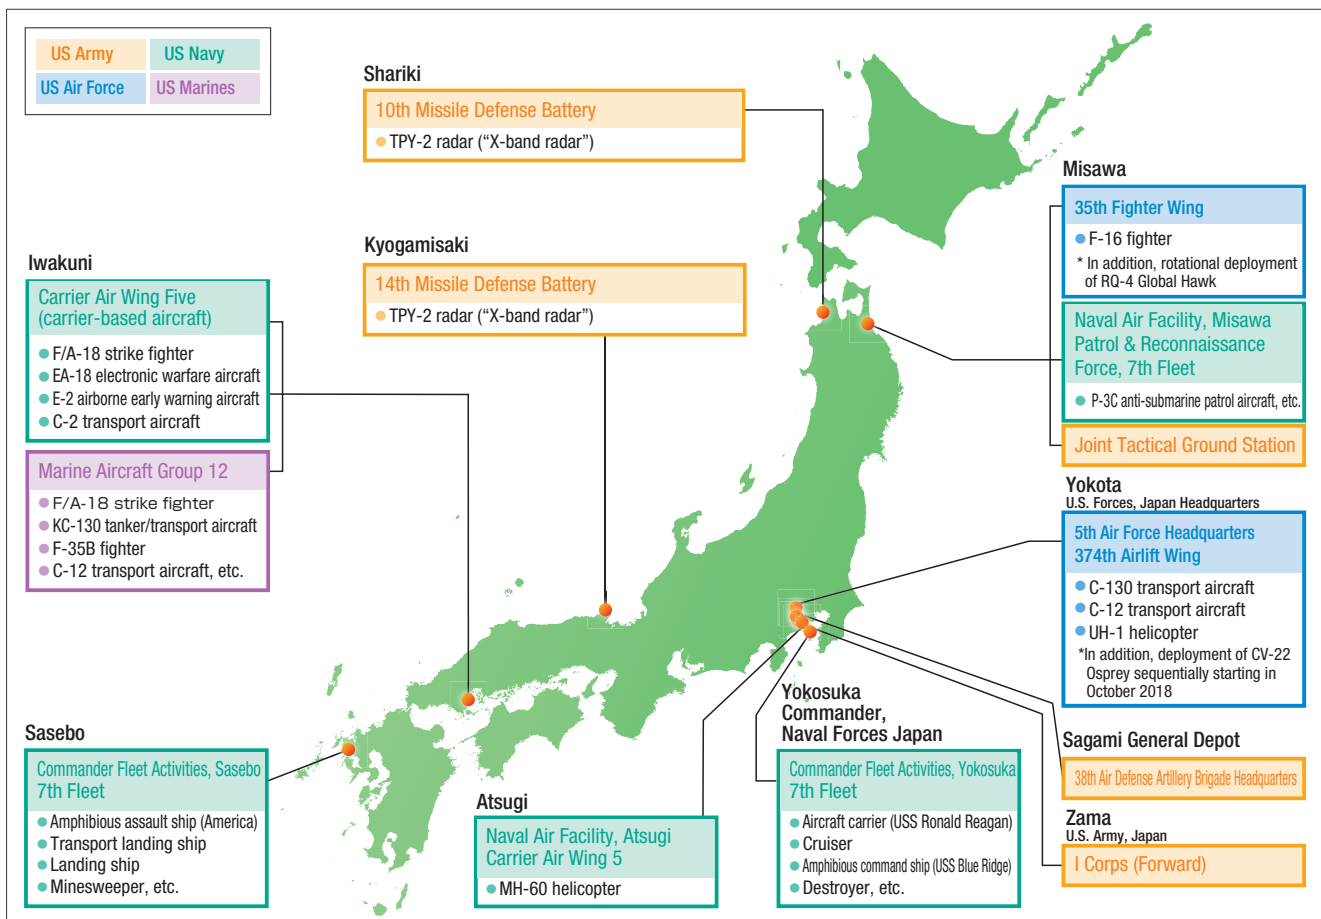 US Army
US Navy
US Air Force
US Marines
Shariki
10th Missile Defense Battery
TPY-2 radar (“X-band radar”)
Kyogamisaki
14th Missile Defense Battery
TPY-2 radar (“X-band radar”)
Iwakuni
Carrier Air Wing Five
(carrier-based aircraft)
F/A-18 strike fighter
EA-18 electronic warfare aircraft
E-2 airborne early warning aircraft
C-2 transport aircraft
Marine Aircraft Group 12
F/A-18 strike fighter
KC-130 tanker/transport aircraft
F-35B fighter
C-12 transport aircraft, etc.
Sasebo
Commander Fleet Activities, Sasebo
7th Fleet
Amphibious assault ship (America)
Transport landing ship
Landing ship
Minesweeper, etc.
Atsugi
Naval Air Facility, Atsugi
Carrier Air Wing 5
MH-60 helicopter
Yokosuka
Commander,
Naval Forces Japan
Commander Fleet Activities, Yokosuka
7th Fleet
Aircraft carrier (USS Ronald Reagan)
Cruiser
Amphibious command ship (USS Blue Ridge)
Destroyer, etc.
Misawa
35th Fighter Wing
F-16 fighter
* In addition, rotational deployment
of RQ-4 Global Hawk
Naval Air Facility, Misawa
Patrol & Reconnaissance
Force, 7th Fleet
P-3C anti-submarine patrol aircraft, etc.
Joint Tactical Ground Station
Yokota
U.S. Forces, Japan Headquarters
5th Air Force Headquarters
374th Airlift Wing
C-130 transport aircraft
C-12 transport aircraft
UH-1 helicopter
*In addition, deployment of CV-22
Osprey sequentially starting in
October 2018
Sagami General Depot
38th Air Defense Artillery Brigade Headquarters
Zama
U.S. Army, Japan
I Corps (Forward)